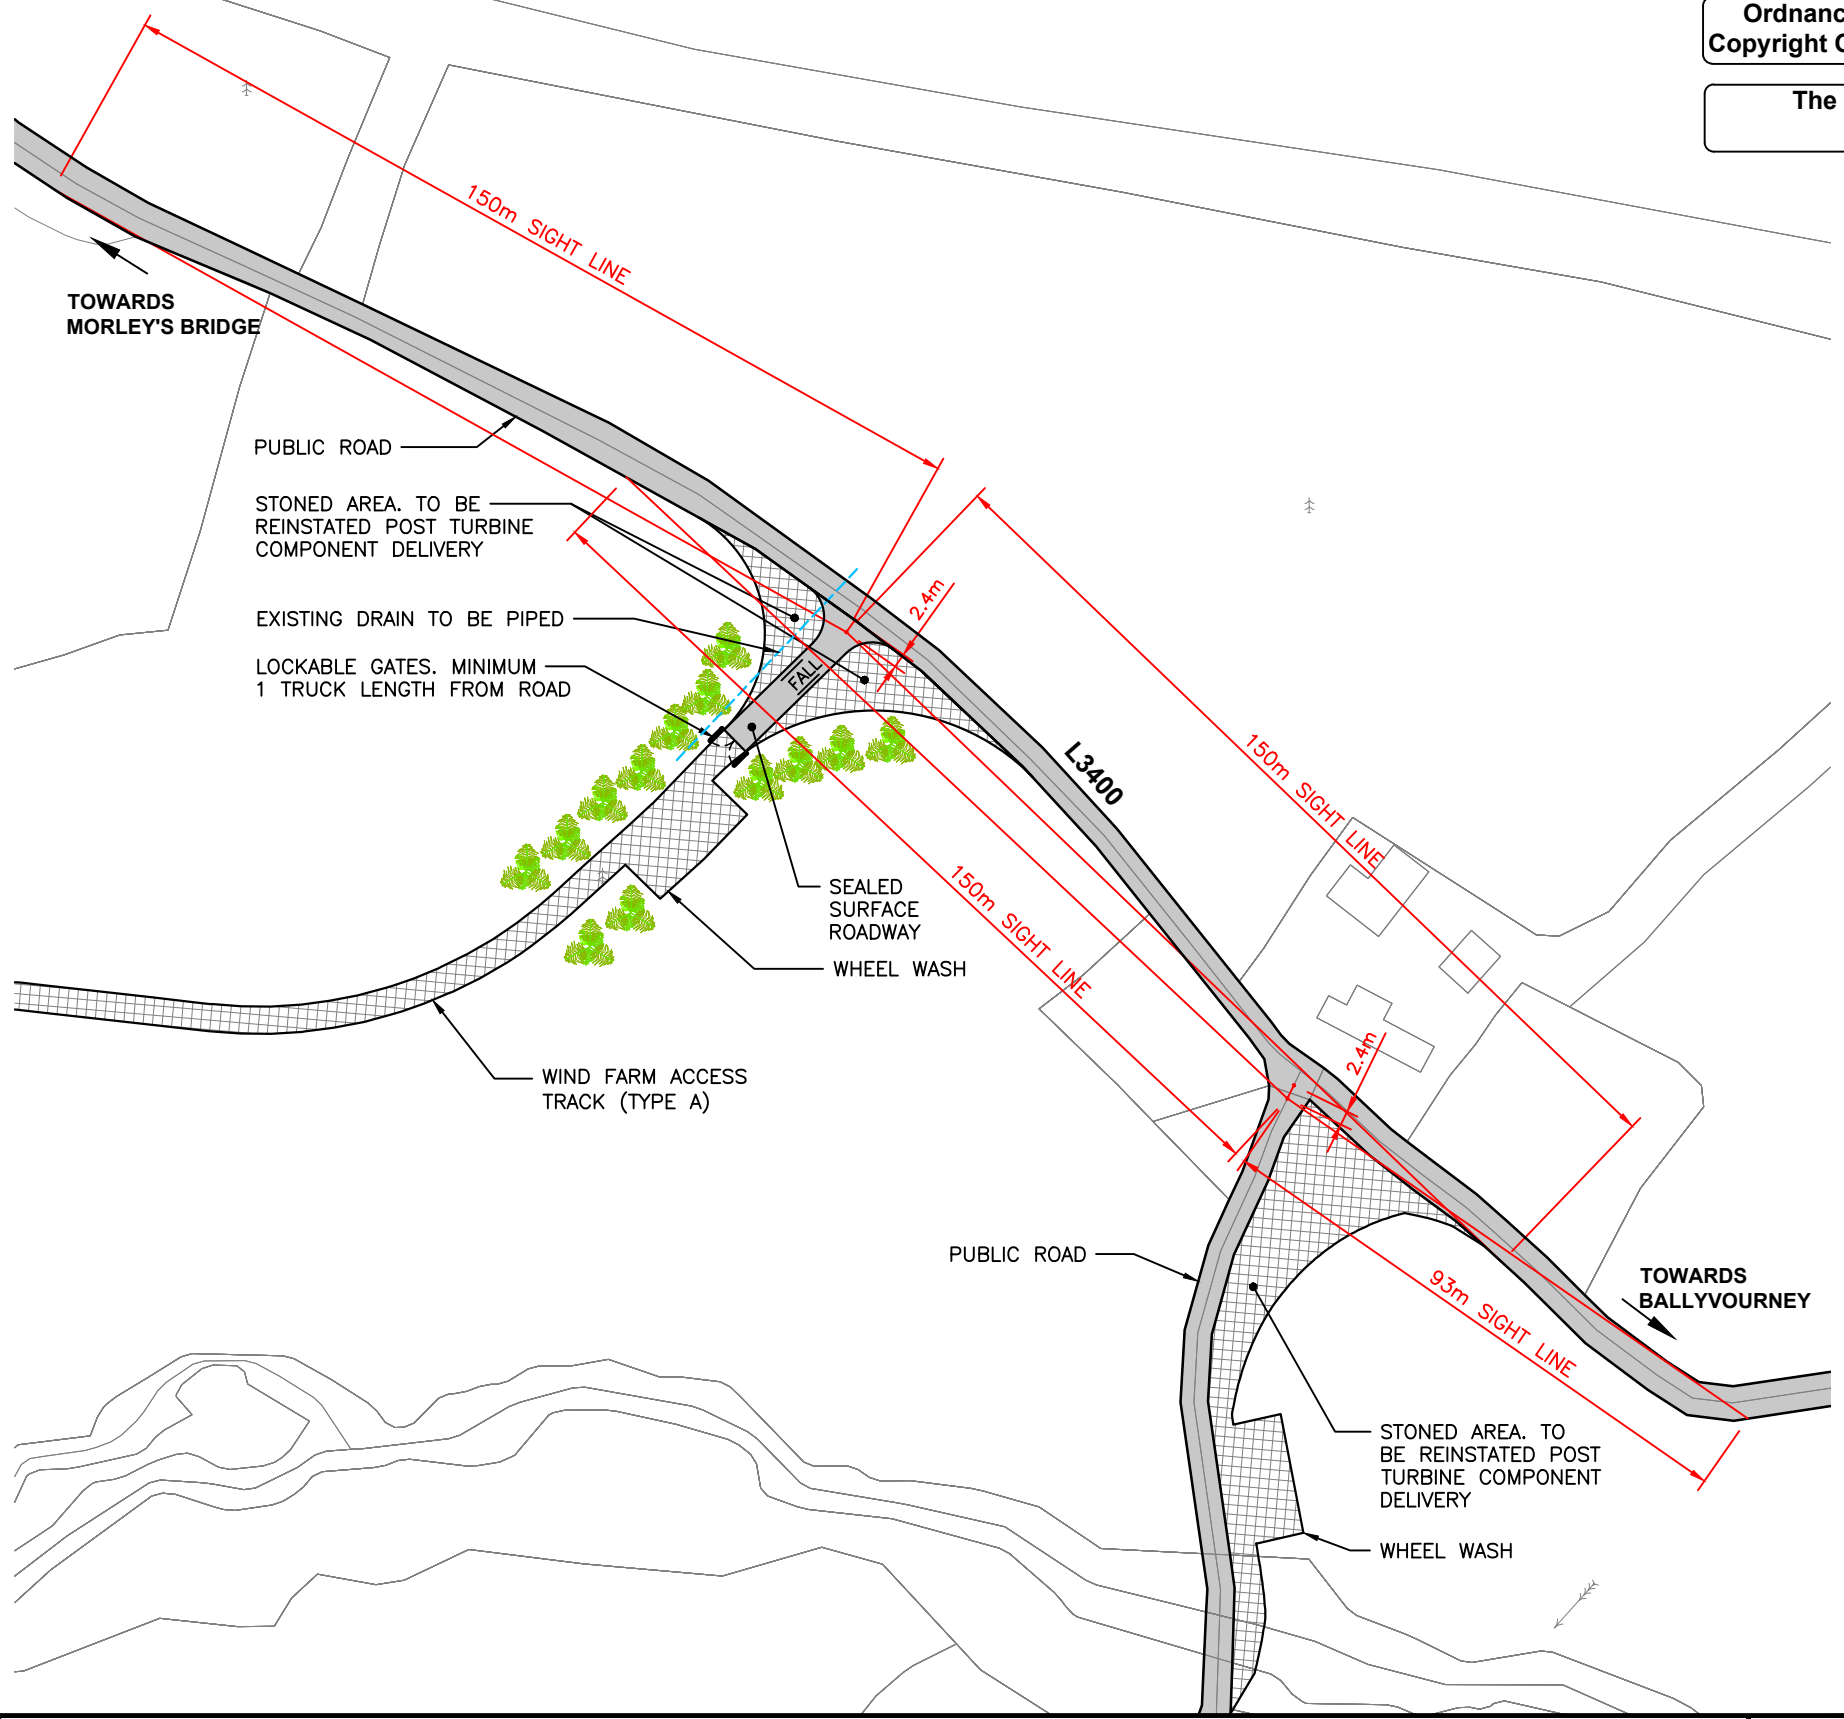 Ordnanc
Copyright
The
150m SIGHT LINE
TOWARDS
MORLEY'S BRIDGE
PUBLIC ROAD
STONED AREA. TO BE
REINSTATED POST TURBINE
COMPONENT DELIVERY
2.4m
EXISTING DRAIN TO BE PIPED
LOCKABLE GATES. MINIMUM
1 TRUCK LENGTH FROM ROAD
FALL
L3400
150m SIGHT LINE
150m SIGHT LINE
SEALED
SURFACE
ROADWAY
WHEEL WASH
WIND FARM ACCESS
TRACK (TYPE A)
2.4m
PUBLIC ROAD
93m SIGHT LINE
TOWARDS
BALLYVOURNEY
STONED AREA. TO
BE REINSTATED POST
TURBINE COMPONENT
DELIVERY
WHEEL WASH